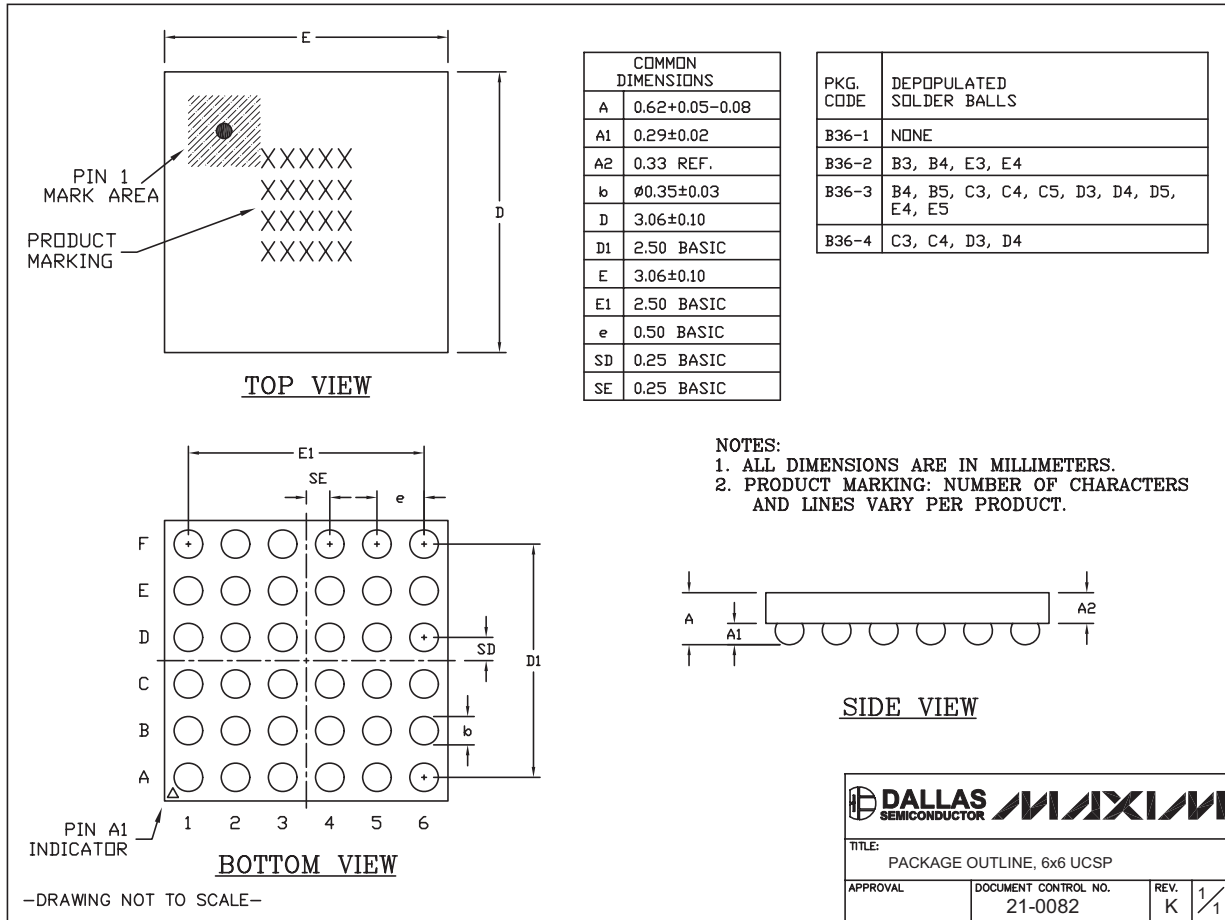 E
D
PIN 1
MARK AREA
XXXXX
XXXXX
XXXXX
XXXXX
PRODUCT
MARKING
TOP VIEW
COMMON
DIMENSIONS
A 0.62+0.05-0.08
A1 0.29±0.02
A2 0.33 REF.
b ø0.35±0.03
D 3.06±0.10
D1 2.50 BASIC
E 3.06±0.10
E1 2.50 BASIC
e 0.50 BASIC
SD 0.25 BASIC
SE 0.25 BASIC
PKG. CODE DEPOPULATED SOLDER BALLS
B36-1 NONE
B36-2 B3, B4, E3, E4
B36-3 B4, B5, C3, C4, C5, D3, D4, D5,
E4, E5
B36-4 C3, C4, D3, D4
NOTES:
1. ALL DIMENSIONS ARE IN MILLIMETERS.
2. PRODUCT MARKING: NUMBER OF CHARACTERS
AND LINES VARY PER PRODUCT.
E1
SE
e
F
E
D
C
B
A
SD
D1
b
1 2 3 4 5 6
PIN A1
INDICATOR
BOTTOM VIEW
-DRAWING NOT TO SCALE-
A
A1
A2
SIDE VIEW
DALLAS SEMICONDUCTOR MAXIM
TITLE:
PACKAGE OUTLINE, 6x6 UCSP
APPROVAL
DOCUMENT CONTROL NO.
21-0082
REV.
K
1/1